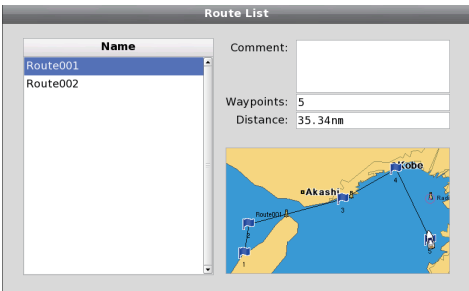 Route List
Name
Route001
Route002
Comment:
Waypoints: 5
Distance: 35.34nm
Kobe
4
Akashi
Radi
3
Route001
2
1
5